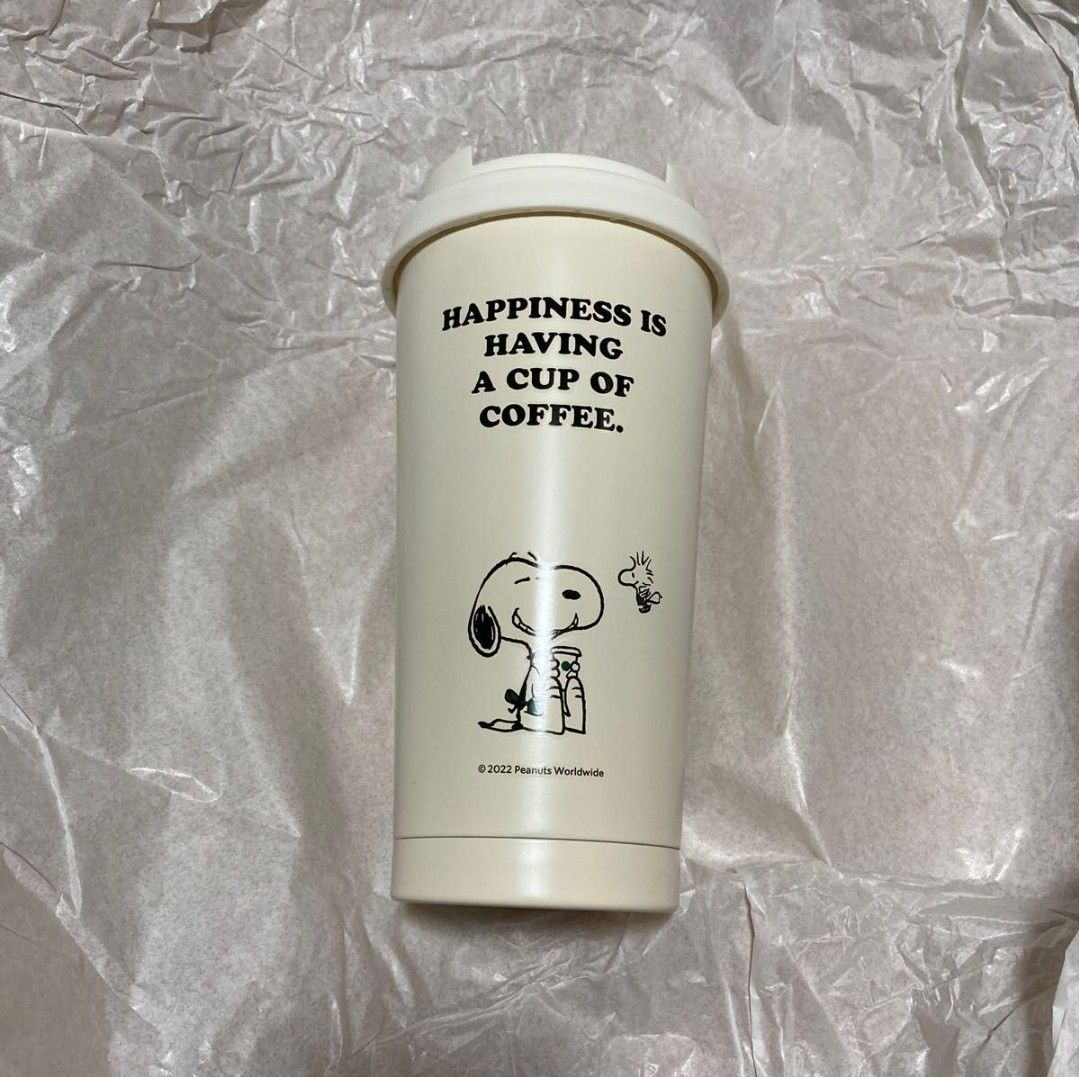 HAPPINESS IS
HAVING
A CUP OF
COFFEE.
© 2022 Peanuts Worldwide